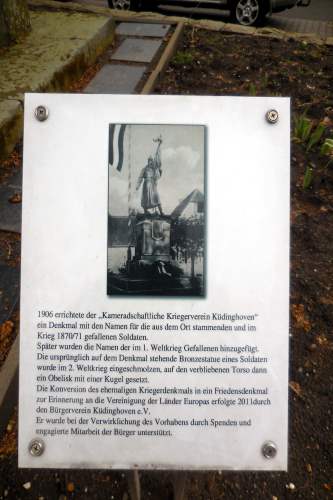 1906 errichtete der „Kameradschaftliche Kriegerverein Küdinghoven"
ein Denkmal mit den Namen für die aus dem Ort stammenden und im
Krieg 1870/71 gefallenen Soldaten.
Später wurden die Namen der im 1. Weltkrieg Gefallenen hinzugefügt.
Die ursprünglich auf dem Denkmal stehende Bronzestatue eines Soldaten
wurde im 2. Weltkrieg eingeschmolzen, auf den verbliebenen Torso dann
ein Obelisk mit einer Kugel gesetzt.
Die Konversion des ehemaligen Kriegerdenkmals in ein Friedensdenkmal
zur Erinnerung an die Vereinigung der Länder Europas erfolgte 2011durch
den Bürgerverein Küdinghoven e.V.
Er wurde bei der Verwirklichung des Vorhabens durch Spenden und
engagierte Mitarbeit der Bürger unterstützt.